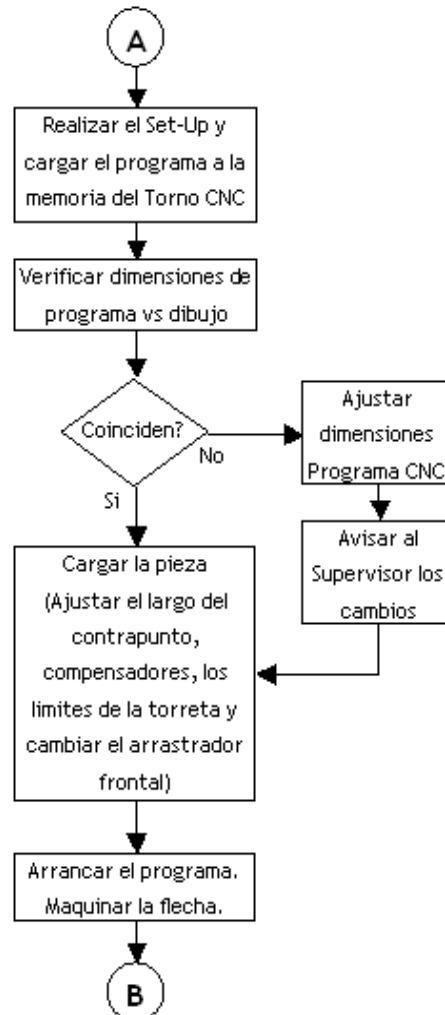 A
Realizar el Set-Up y
cargar el programa a la
memoria del Torno CNC
Verificar dimensiones de
programa vs dibujo
Coinciden?
No
Si
Ajustar
dimensiones
Programa CNC
Avisar al
Supervisor los
cambios
Cargar la pieza
(Ajustar el largo del
contrapunto,
compensadores, los
limites de la torreta y
cambiar el arrastrador
frontal)
Arrancar el programa.
Maquinar la flecha.
B